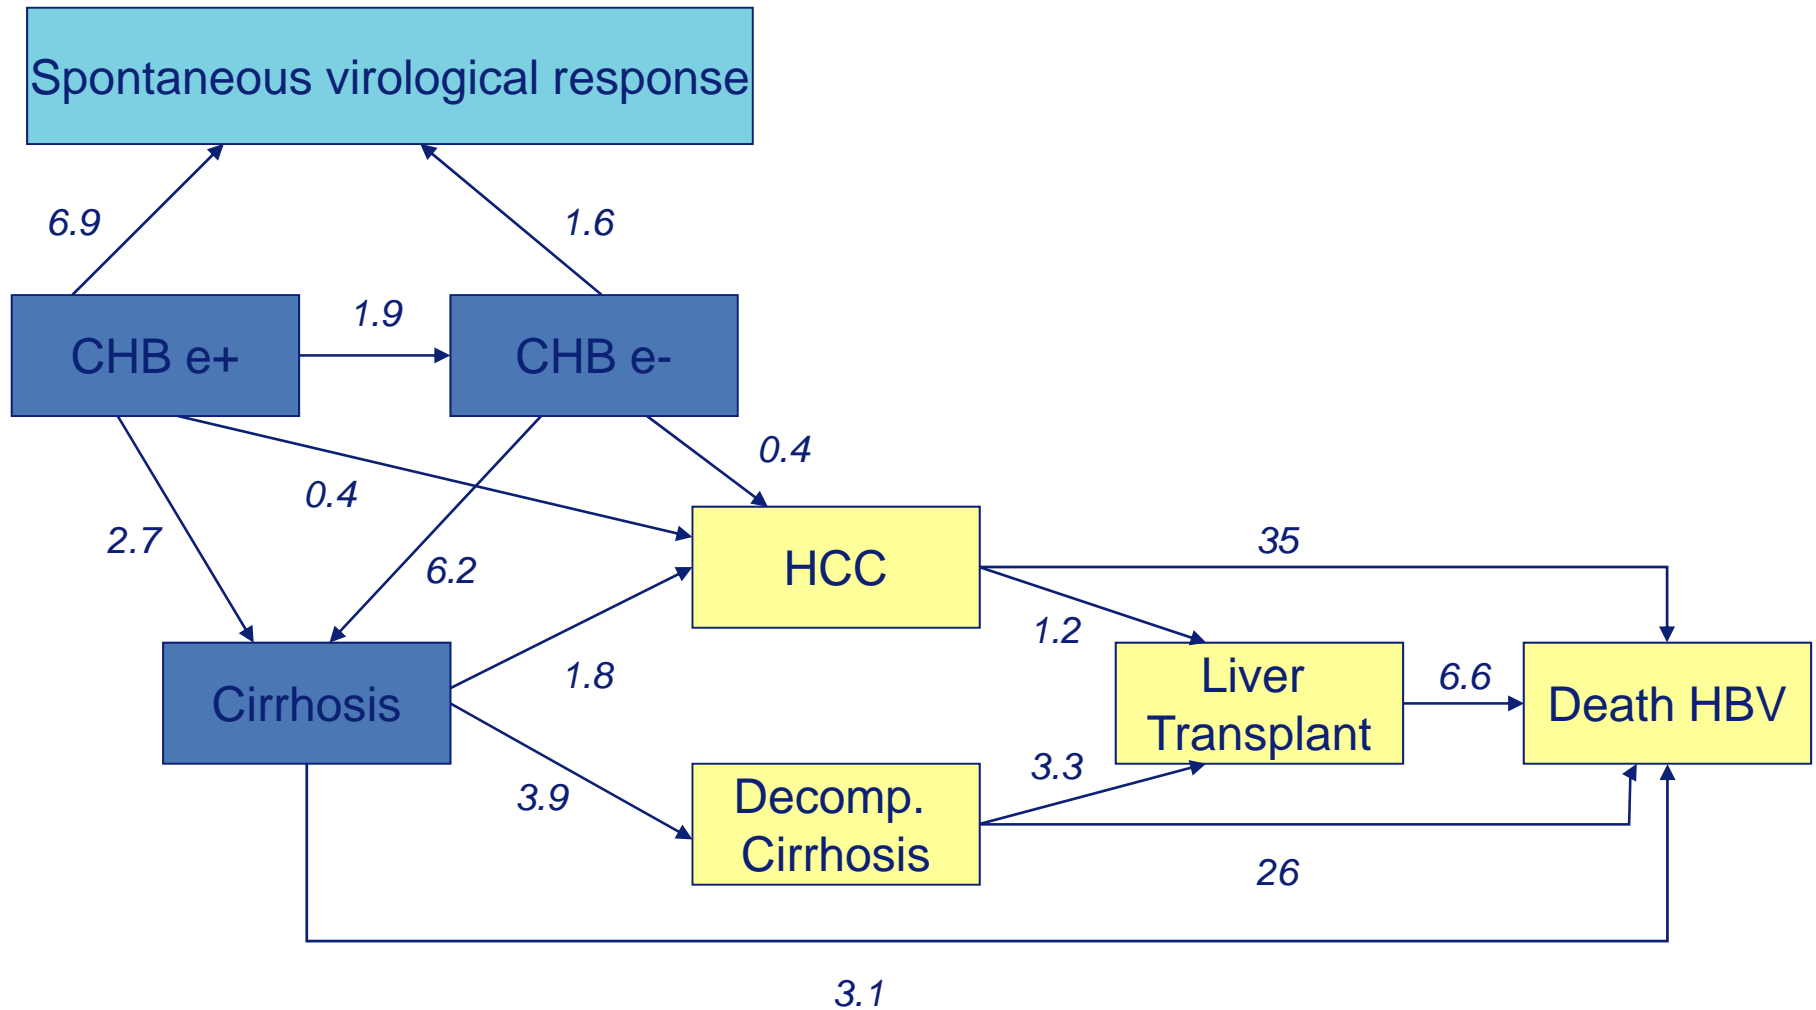 Spontaneous virological response
6.9
1.6
1.9
CHB e+
CHB e-
0.4
0.4
2.7
6.2
35
HCC
1.2
1.8
Liver
Transplant
6.6
Death HBV
Cirrhosis
3.3
3.9
Decomp.
Cirrhosis
26
3.1